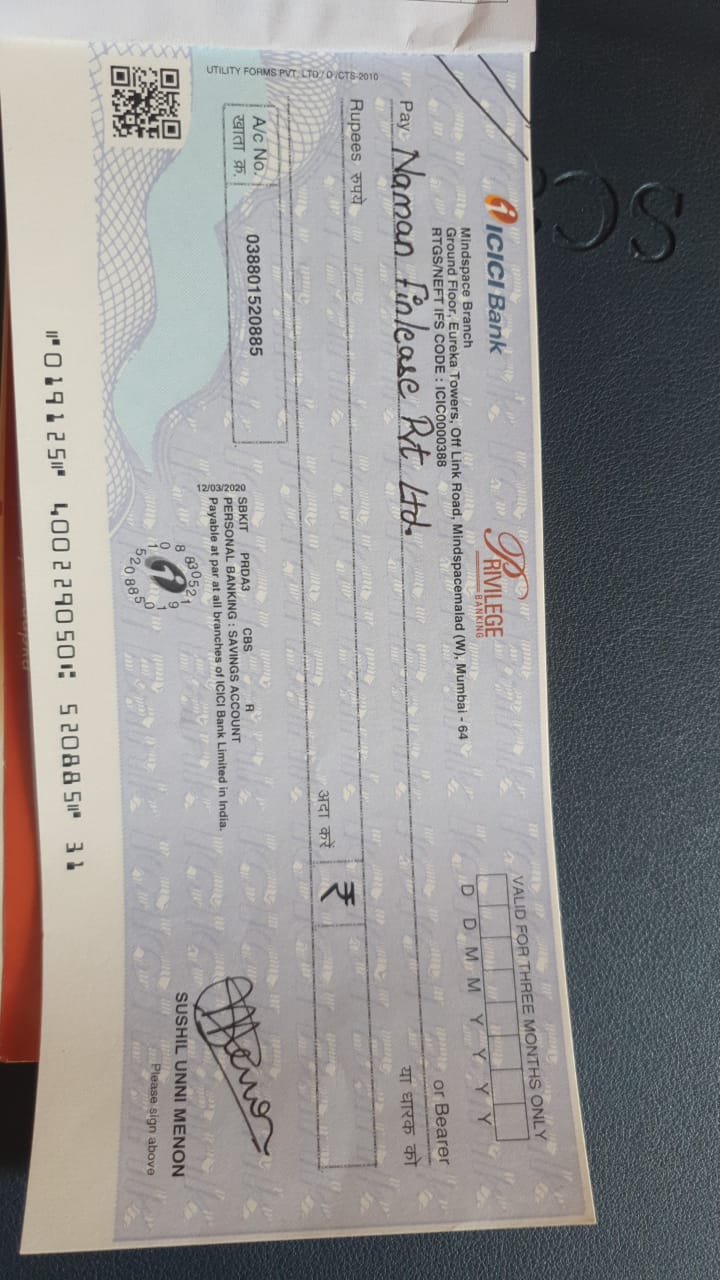 UTILITY FORMS PVT. LTD./ D /CTS-2010
ICICI Bank
PRIVILEGE
BANKING
VALID FOR THREE MONTHS ONLY
D D M M Y Y Y Y
Mindspace Branch
Ground Floor, Eureka Towers, Off Link Road, Mindspacemalad (W), Mumbai - 64
RTGS/NEFT IFS CODE : ICIC0000388
Pay Naman Finlease Pvt Ltd. or Bearer
या धारक को
Rupees रुपये
अदा करें ₹
A/c No. 038801520885
खाता क्र.
12/03/2020
SBKIT PRDA3 CBS R
PERSONAL BANKING : SAVINGS ACCOUNT
Payable at par at all branches of ICICI Bank Limited in India.
SUSHIL UNNI MENON
Please sign above
⑈019125⑈ 400229050⑆ 520885⑈ 31